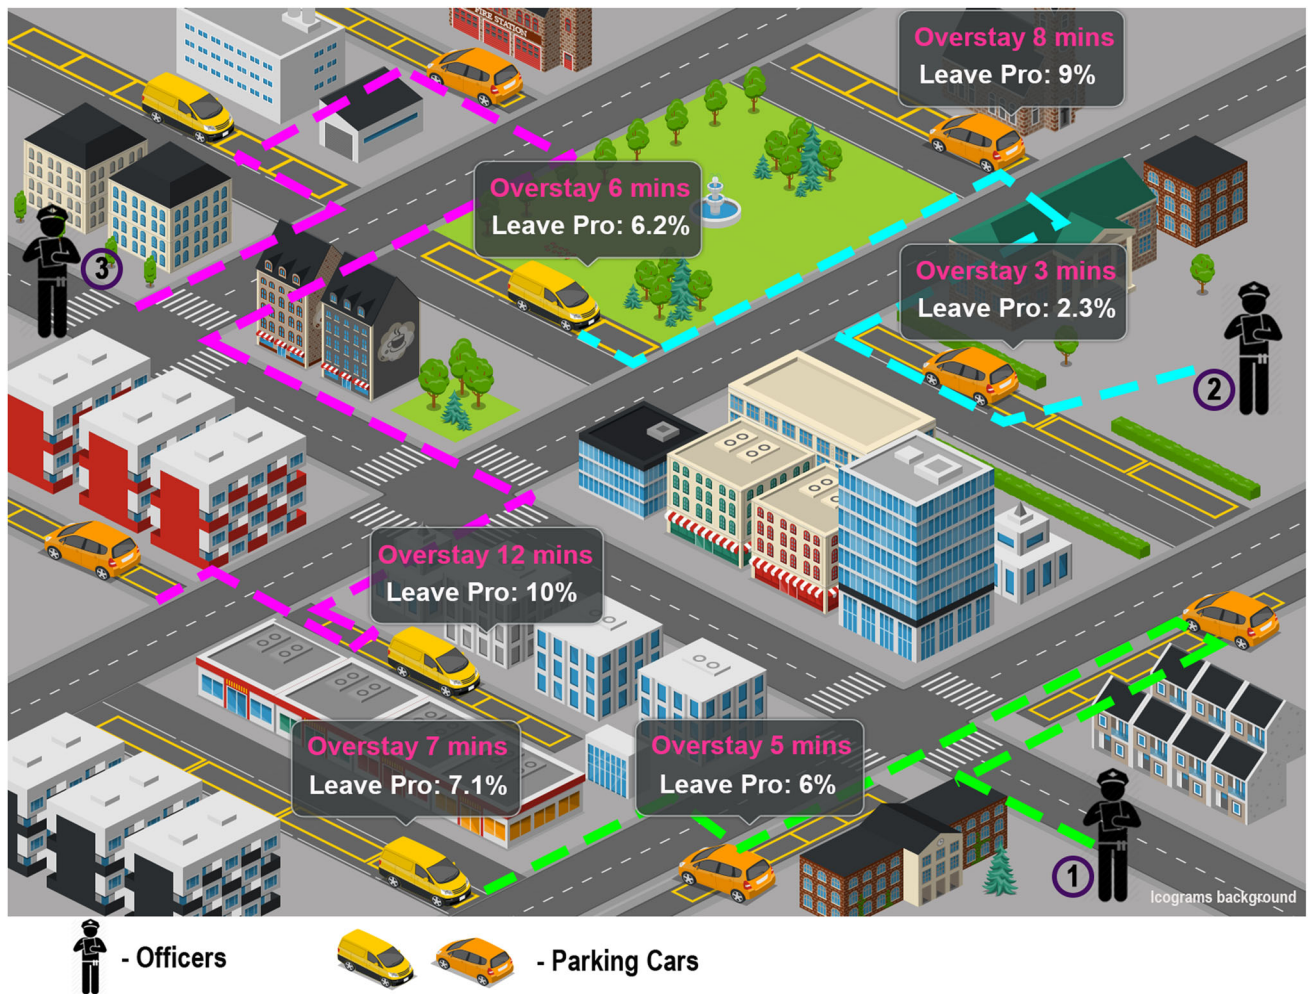 FIRE STATION
Overstay 8 mins
Leave Pro: 9%
Overstay 6 mins
Leave Pro: 6.2%
3
Overstay 3 mins
Leave Pro: 2.3%
2
Overstay 12 mins
Leave Pro: 10%
Overstay 7 mins
Leave Pro: 7.1%
Overstay 5 mins
Leave Pro: 6%
1
Icograms background
- Officers
- Parking Cars